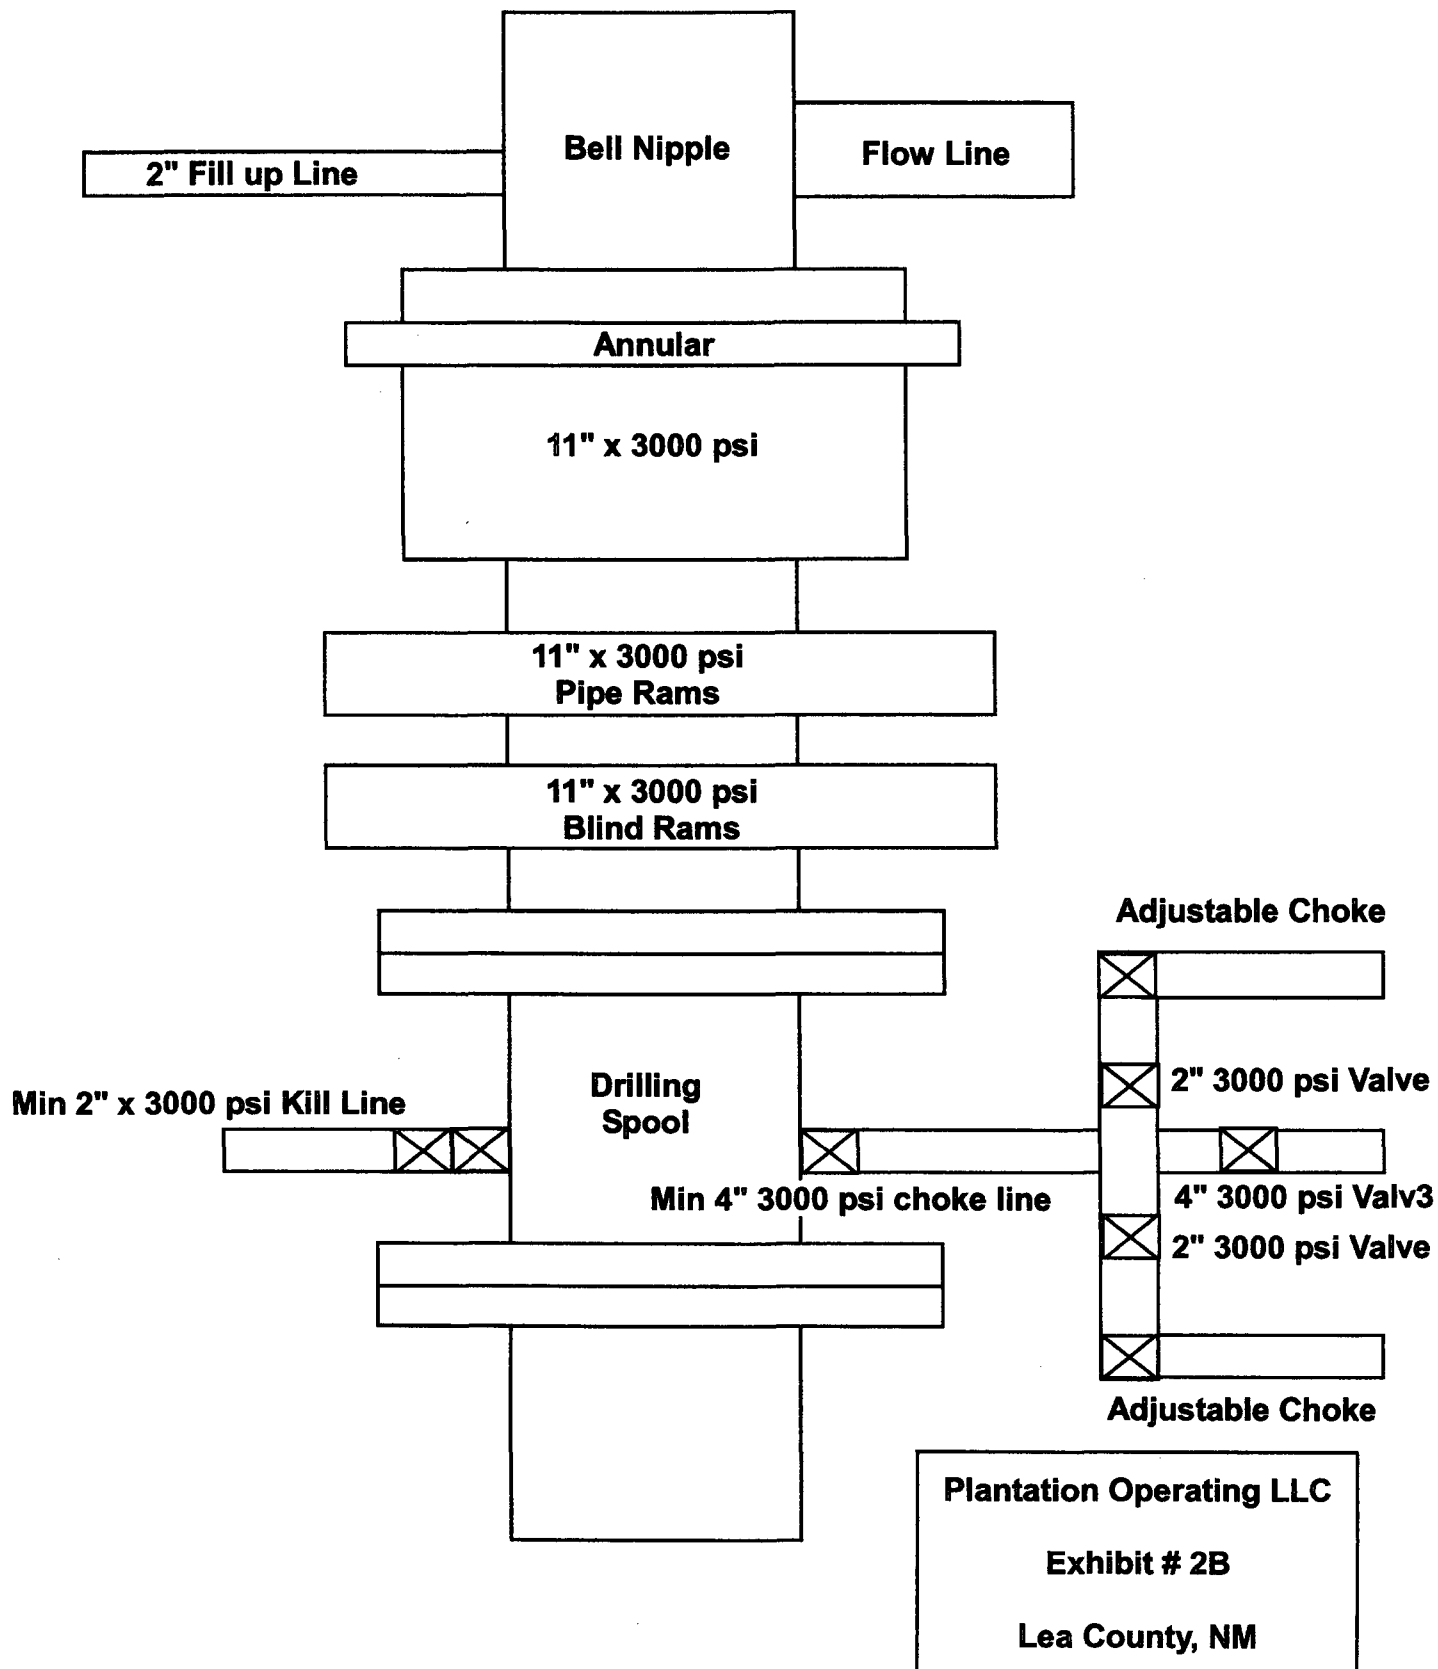 Bell Nipple
Flow Line
2" Fill up Line
Annular
11" x 3000 psi
11" x 3000 psi
Pipe Rams
11" x 3000 psi
Blind Rams
Adjustable Choke
2" 3000 psi Valve
Drilling
Spool
Min 2" x 3000 psi Kill Line
Min 4" 3000 psi choke line
4" 3000 psi Valv3
2" 3000 psi Valve
Adjustable Choke
Plantation Operating LLC
Exhibit # 2B
Lea County, NM